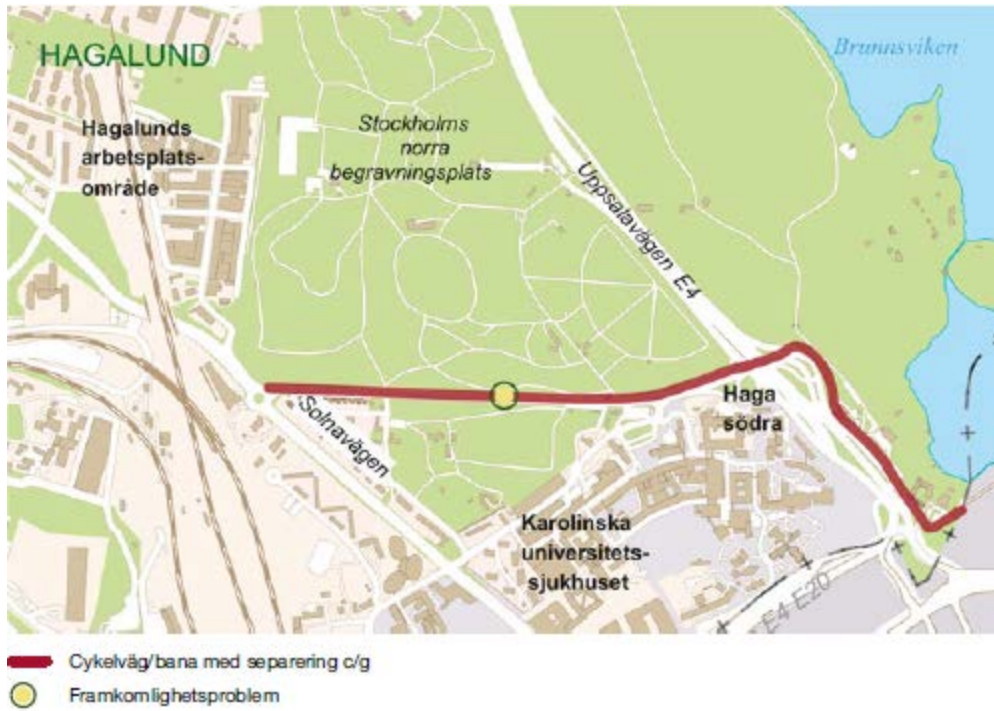 HAGALUND
Brunnsviken
Hagalunds
arbetsplats-
område
Stockholms
norra
begravningsplats
Uppsalavägen E4
Haga
södra
Solnavägen
Karolinska
universitets-
sjukhuset
E4 E20
Cykelväg/bana med separering c/g
Framkomlighetsproblem